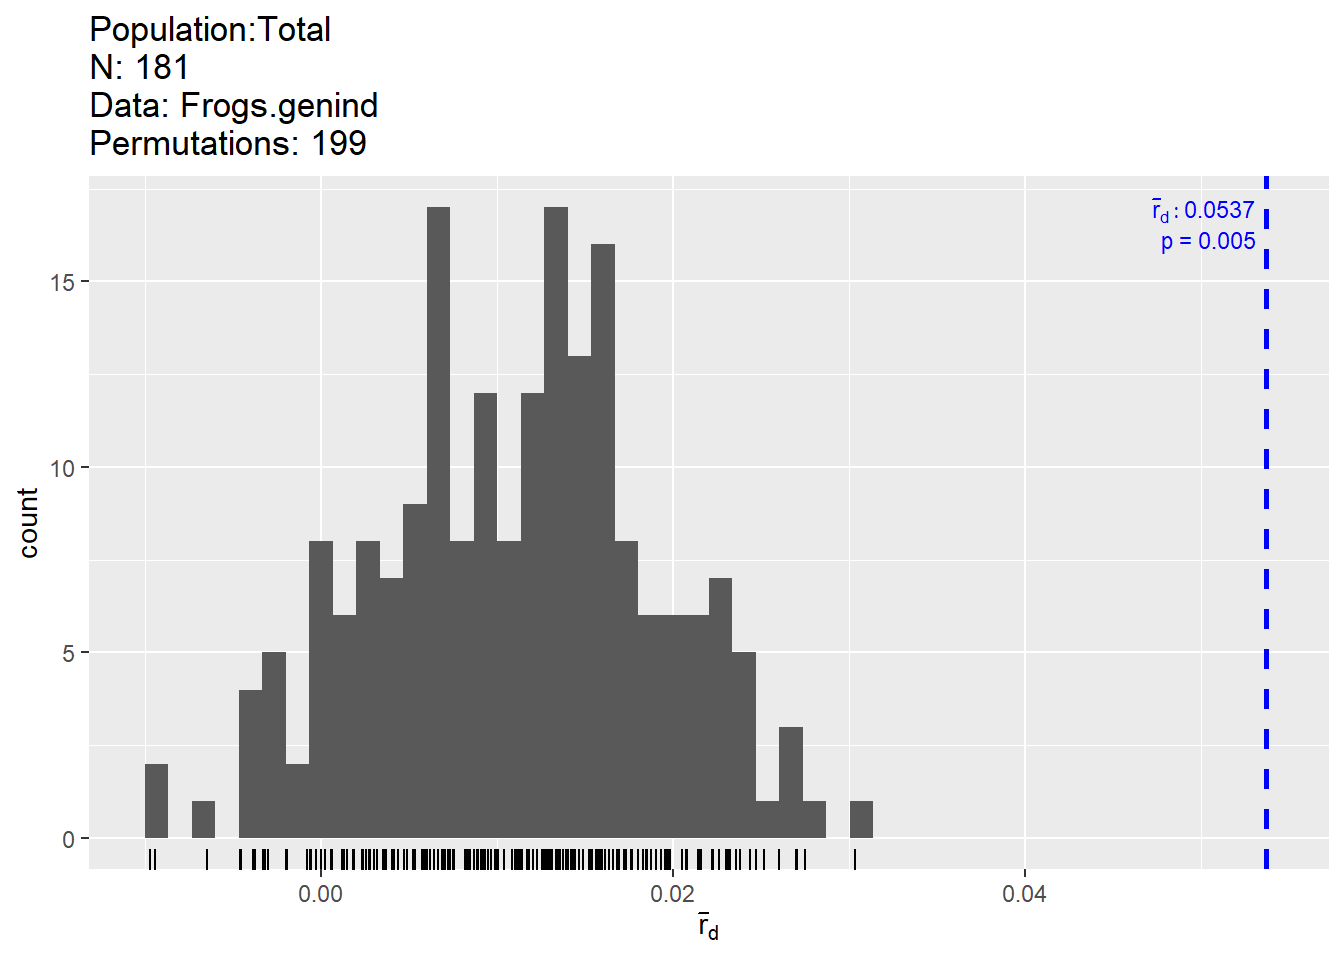 Population:Total
N: 181
Data: Frogs.genind
Permutations: 199
r̄d: 0.0537
p = 0.005
15
10
5
0
count
0.00 0.02 0.04
r̄d